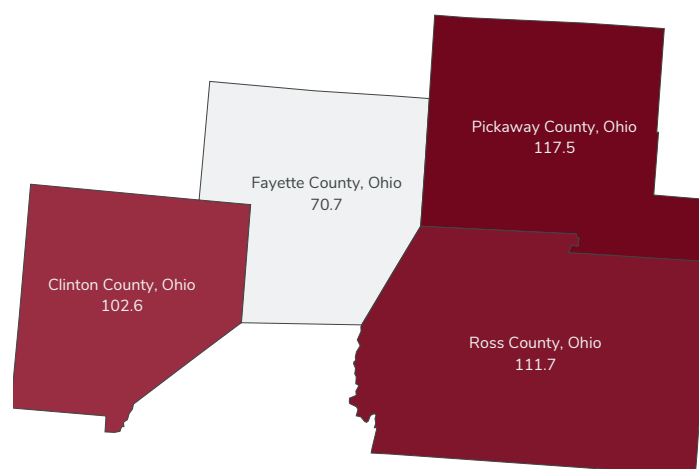 Pickaway County, Ohio
117.5
Fayette County, Ohio
70.7
Clinton County, Ohio
102.6
Ross County, Ohio
111.7